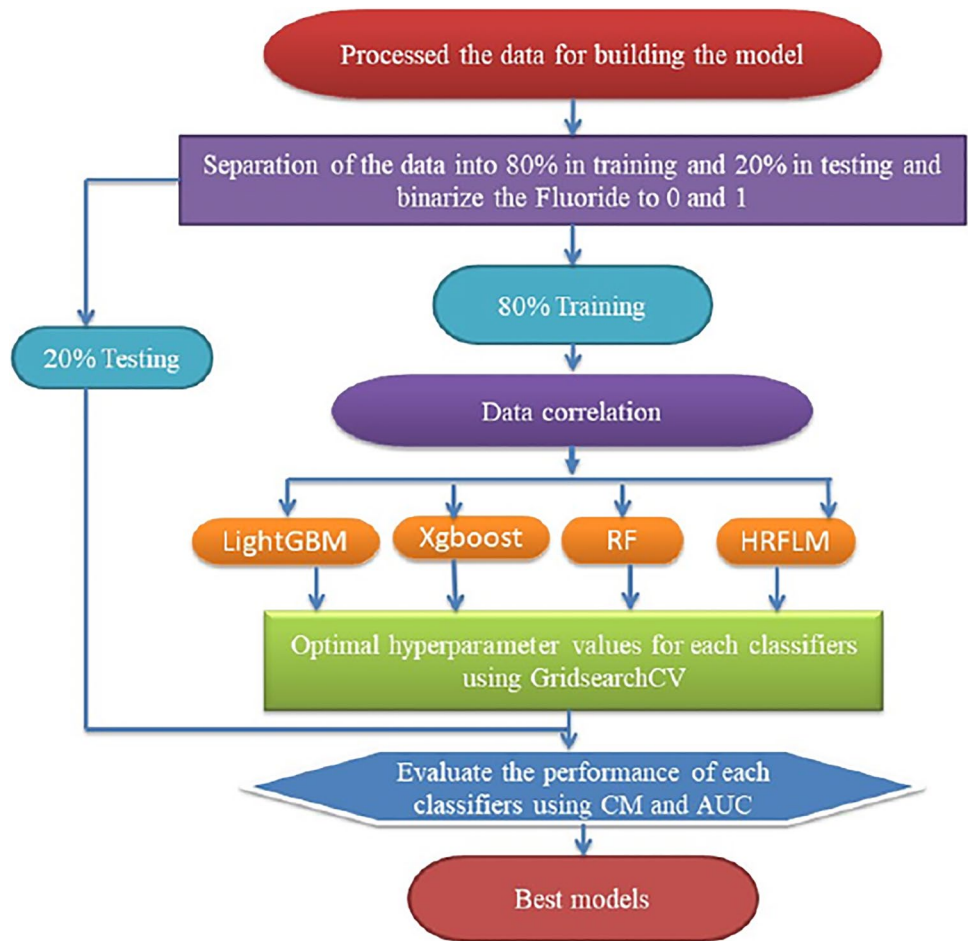 Processed the data for building the model
Separation of the data into 80% in training and 20% in testing and
binarize the Fluoride to 0 and 1
80% Training
20% Testing
Data correlation
LightGBM
Xgboost
RF
HRFLM
Optimal hyperparameter values for each classifiers
using GridsearchCV
Evaluate the performance of each
classifiers using CM and AUC
Best models